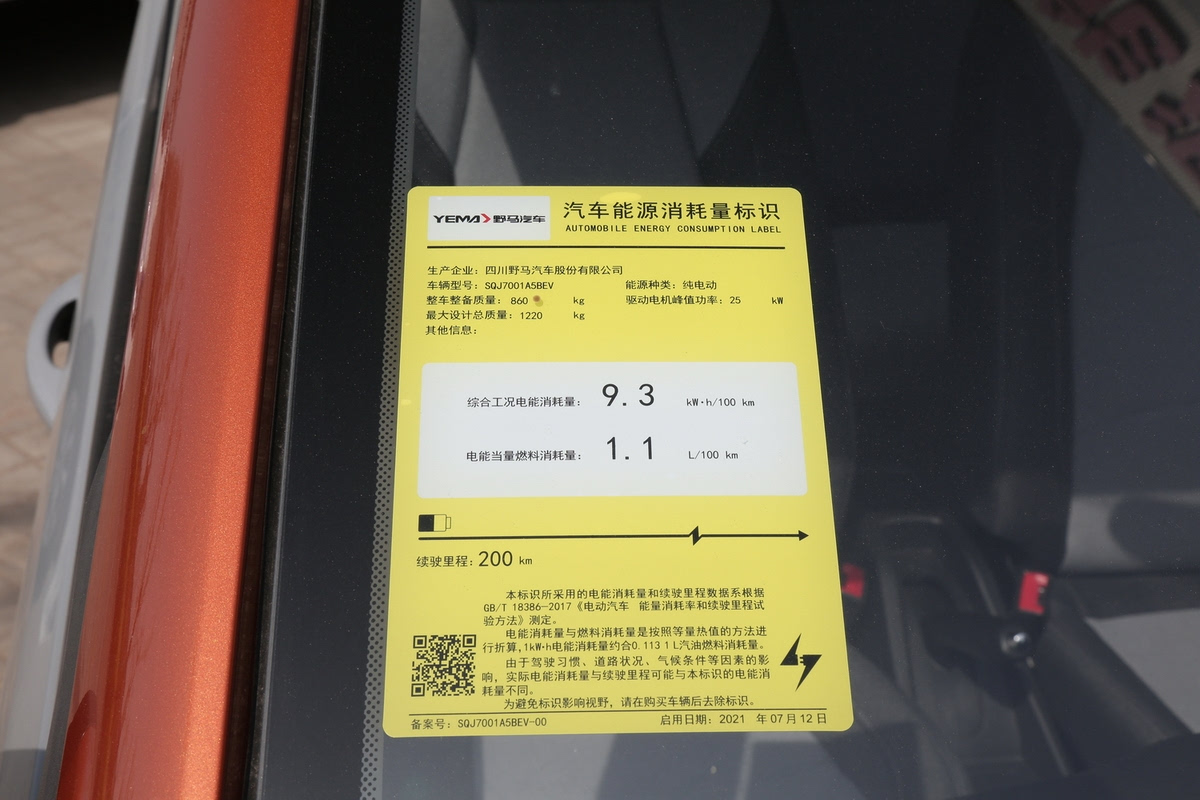 YEMA 野马汽车
汽车能源消耗量标识
AUTOMOBILE ENERGY CONSUMPTION LABEL
生产企业：四川野马汽车股份有限公司
车辆型号：SQJ7001A5BEV 能源种类：纯电动
整车整备质量：860 kg 驱动电机峰值功率：25 kW
最大设计总质量：1220 kg
其他信息：
综合工况电能消耗量： 9.3 kW·h/100 km
电能当量燃料消耗量： 1.1 L/100 km
续驶里程：200 km
本标识所采用的电能消耗量和续驶里程数据系根据
GB/T 18386—2017《电动汽车 能量消耗率和续驶里程试
验方法》测定。
电能消耗量与燃料消耗量是按照等量热值的方法进
行折算，1kW·h电能消耗量约合0.113 1 L汽油燃料消耗量。
由于驾驶习惯、道路状况、气候条件等因素的影
响，实际电能消耗量与续驶里程可能与本标识的电能消
耗量不同。
为避免标识影响视野，请在购买车辆后去除标识。
备案号：SQJ7001A5BEV-00 启用日期：2021 年 07 月 12 日